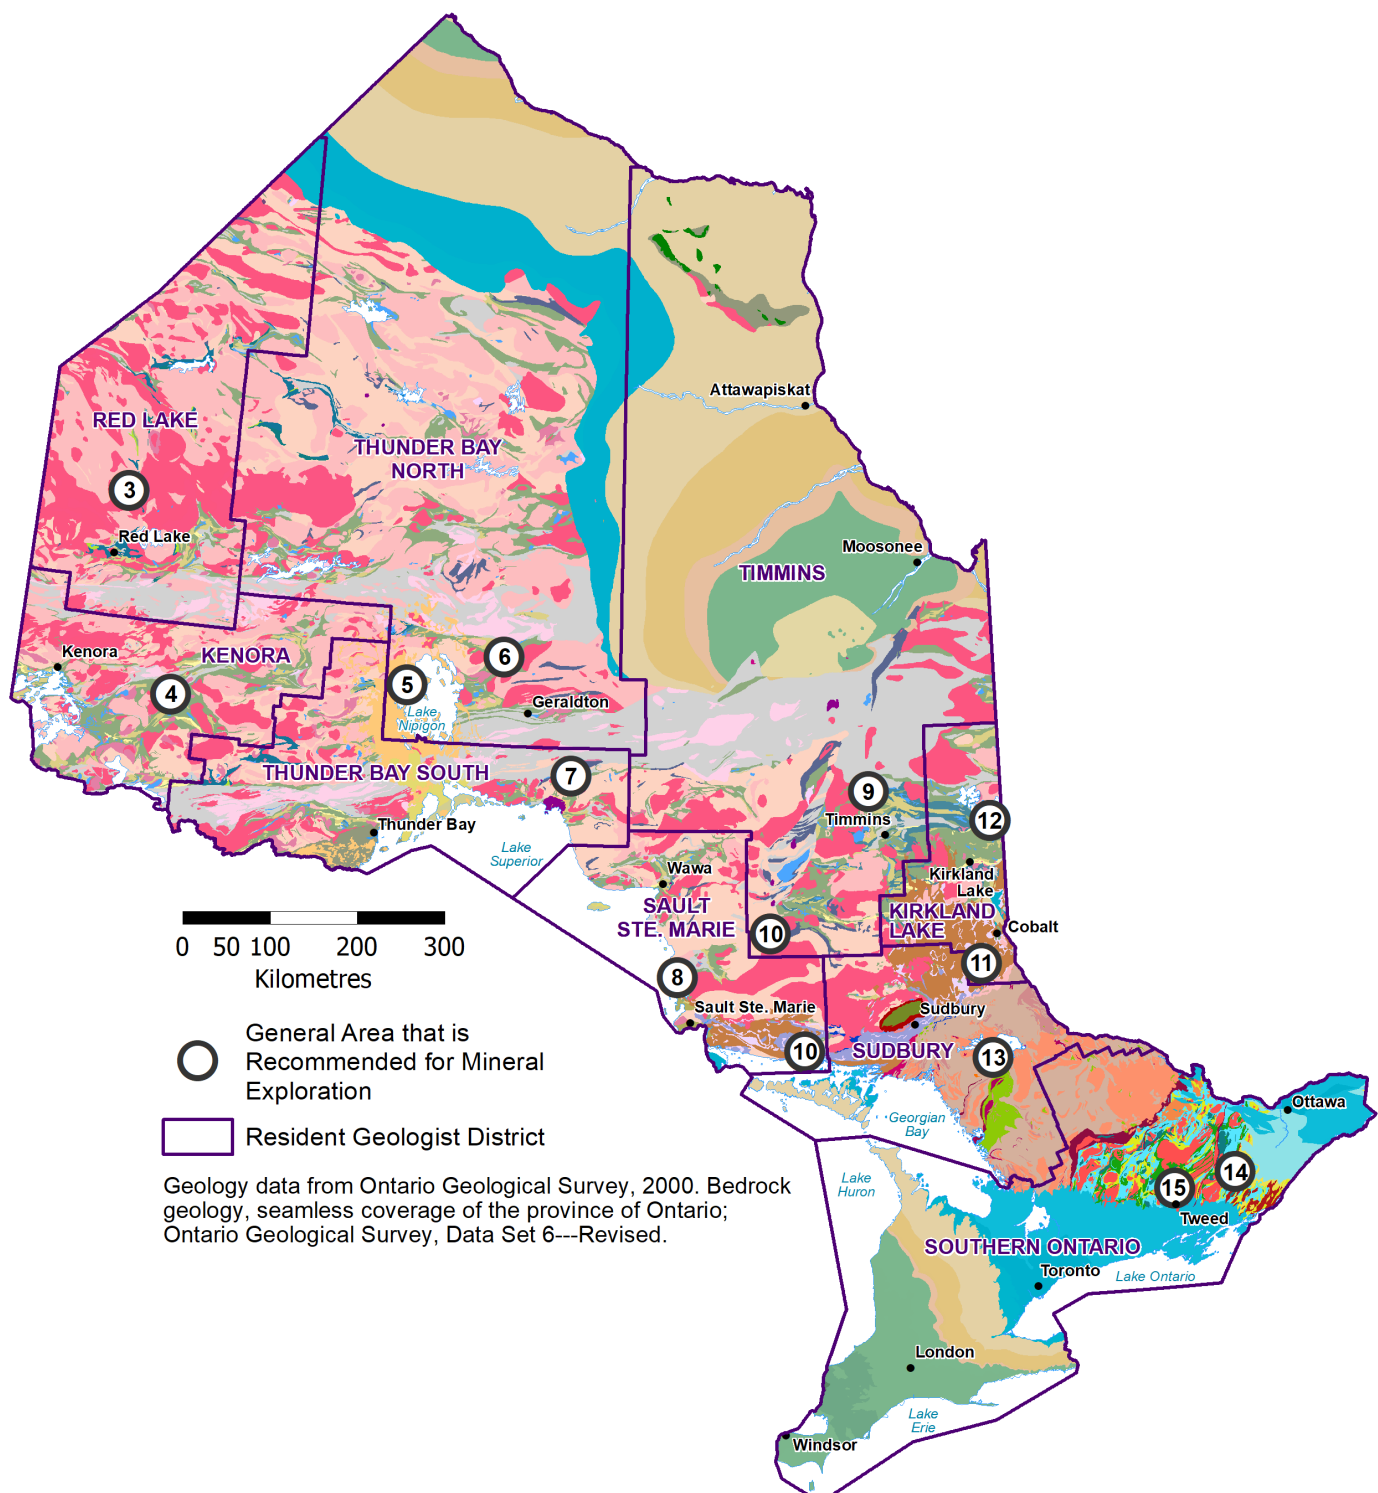 Attawapiskat
RED LAKE
THUNDER BAY
NORTH
3
Red Lake
Moosonee
TIMMINS
Kenora
KENORA
6
5
4
Geraldton
Lake
Nipigon
THUNDER BAY SOUTH
7
9
Timmins
12
Thunder Bay
Lake
Superior
Wawa
Kirkland
Lake
SAULT
STE. MARIE
KIRKLAND
LAKE
10
Cobalt
0 50 100 200 300
Kilometres
8
11
Sault Ste. Marie
Sudbury
General Area that is
Recommended for Mineral
Exploration
10
SUDBURY
13
Ottawa
Georgian
Bay
Resident Geologist District
14
15
Tweed
Lake
Huron
Geology data from Ontario Geological Survey, 2000. Bedrock
geology, seamless coverage of the province of Ontario;
Ontario Geological Survey, Data Set 6---Revised.
SOUTHERN ONTARIO
Toronto
Lake Ontario
London
Lake
Erie
Windsor